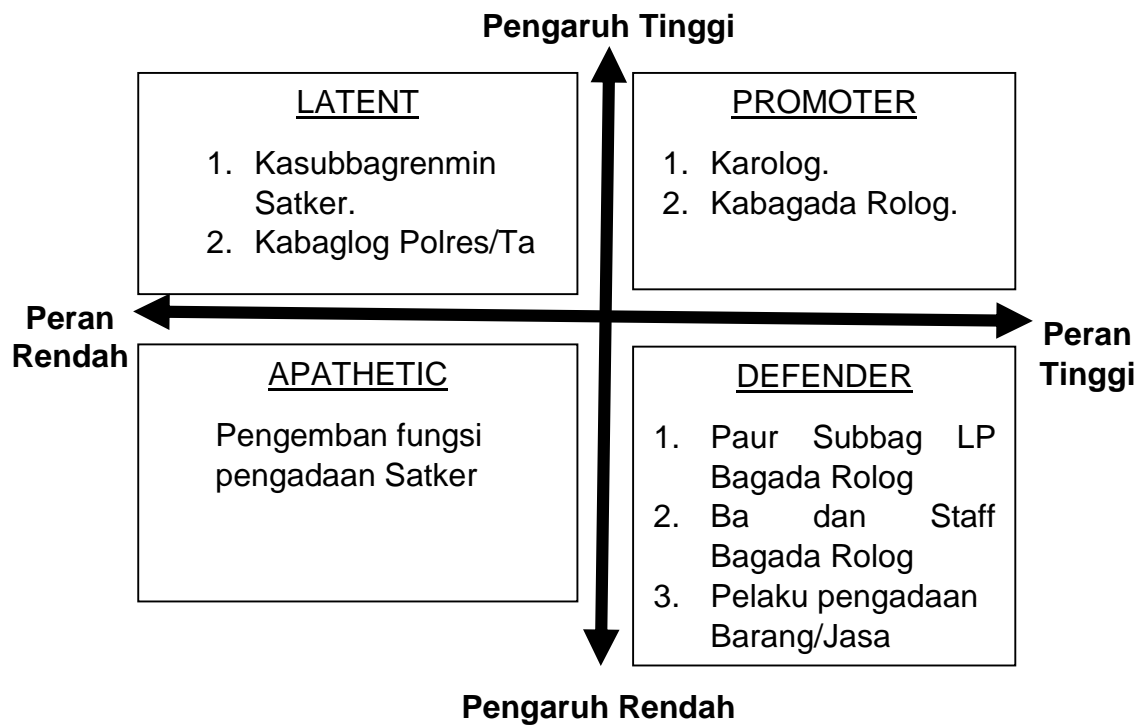 Pengaruh Tinggi
LATENT
1. Kasubbagrenmin
Satker.
2. Kabaglog Polres/Ta
PROMOTER
1. Karolog.
2. Kabagada Rolog.
Peran
Rendah
Peran
Tinggi
APATHETIC
Pengemban fungsi
pengadaan Satker
DEFENDER
1. Paur Subbag LP
Bagada Rolog
2. Ba dan Staff
Bagada Rolog
3. Pelaku pengadaan
Barang/Jasa
Pengaruh Rendah